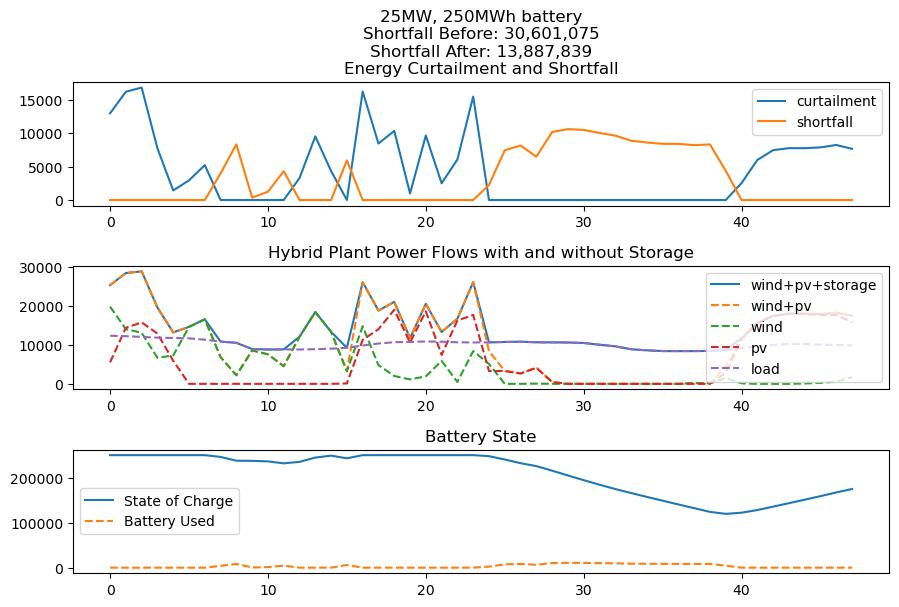 25MW, 250MWh battery
Shortfall Before: 30,601,075
Shortfall After: 13,887,839
Energy Curtailment and Shortfall
15000
10000
5000
0
curtailment
shortfall
0 10 20 30 40
Hybrid Plant Power Flows with and without Storage
30000
20000
10000
0
wind+pv+storage
wind+pv
wind
pv
load
0 10 20 30 40
Battery State
200000
100000
0
State of Charge
Battery Used
0 10 20 30 40